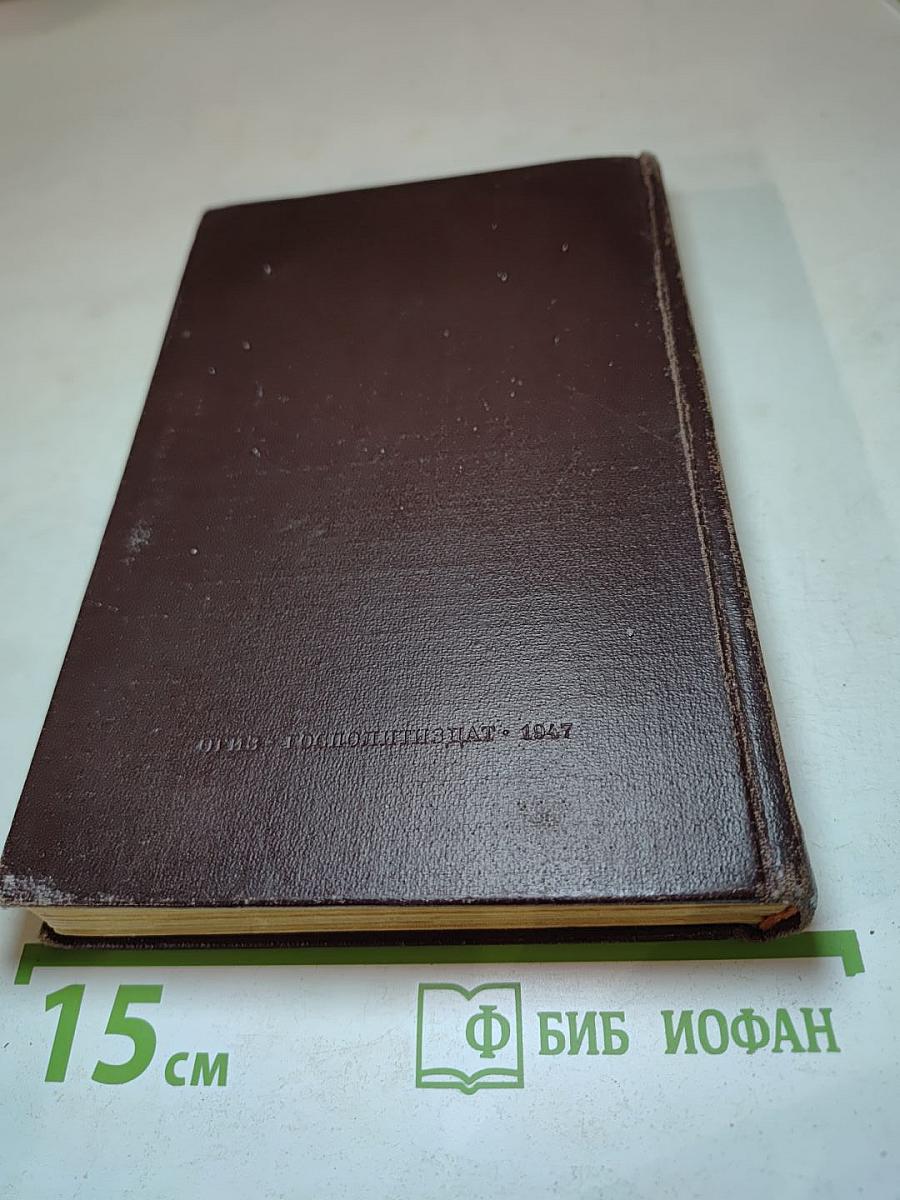 ОГИЗ - ГОСПОЛИТИЗДАТ • 1947
15 см
Ф БИБ ИОФАН